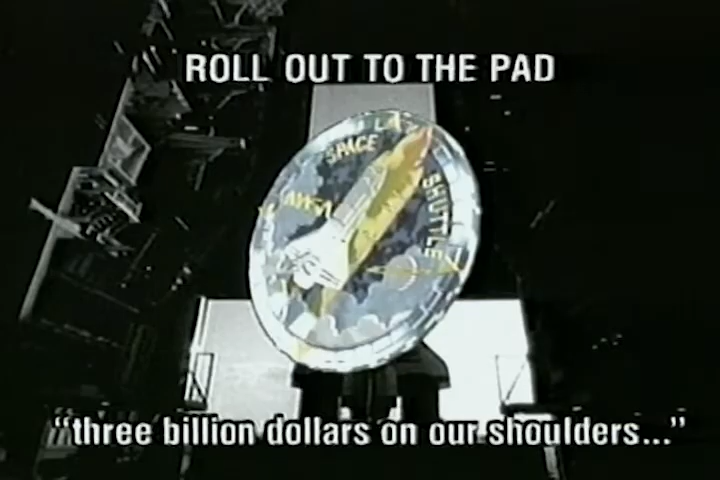 ROLL OUT TO THE PAD
SPACE
SHUTTLE
NASA
"three billion dollars on our shoulders..."